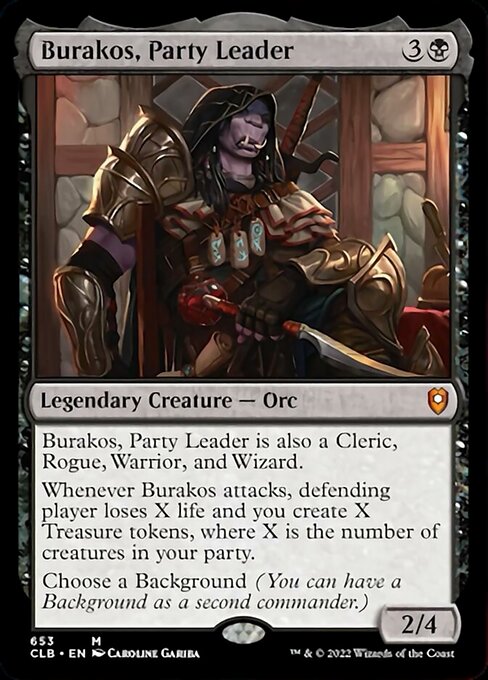 Burakos, Party Leader 3
Legendary Creature — Orc
Burakos, Party Leader is also a Cleric,
Rogue, Warrior, and Wizard.
Whenever Burakos attacks, defending
player loses X life and you create X
Treasure tokens, where X is the number of
creatures in your party.
Choose a Background (You can have a
Background as a second commander.)
2/4
653 M
CLB • EN Caroline Gariba
™ & © 2022 Wizards of the Coast